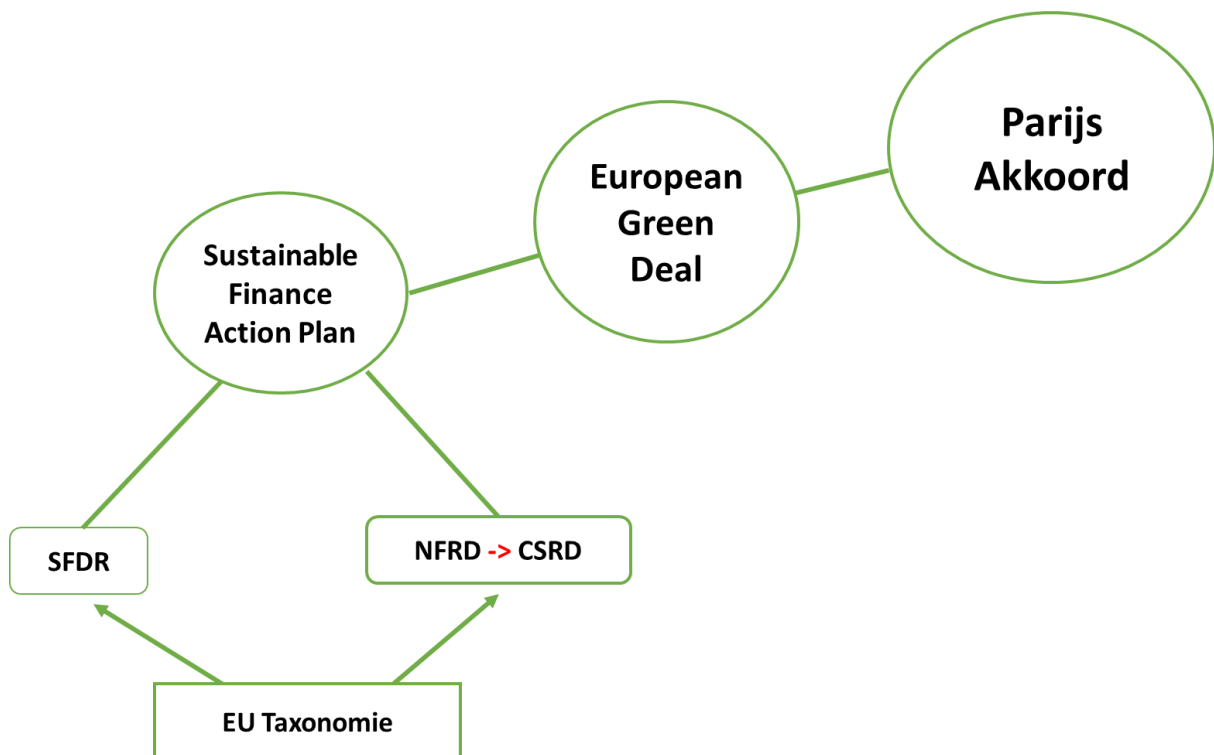 Parijs
Akkoord
European
Green
Deal
Sustainable
Finance
Action Plan
SFDR
NFRD -> CSRD
EU Taxonomie